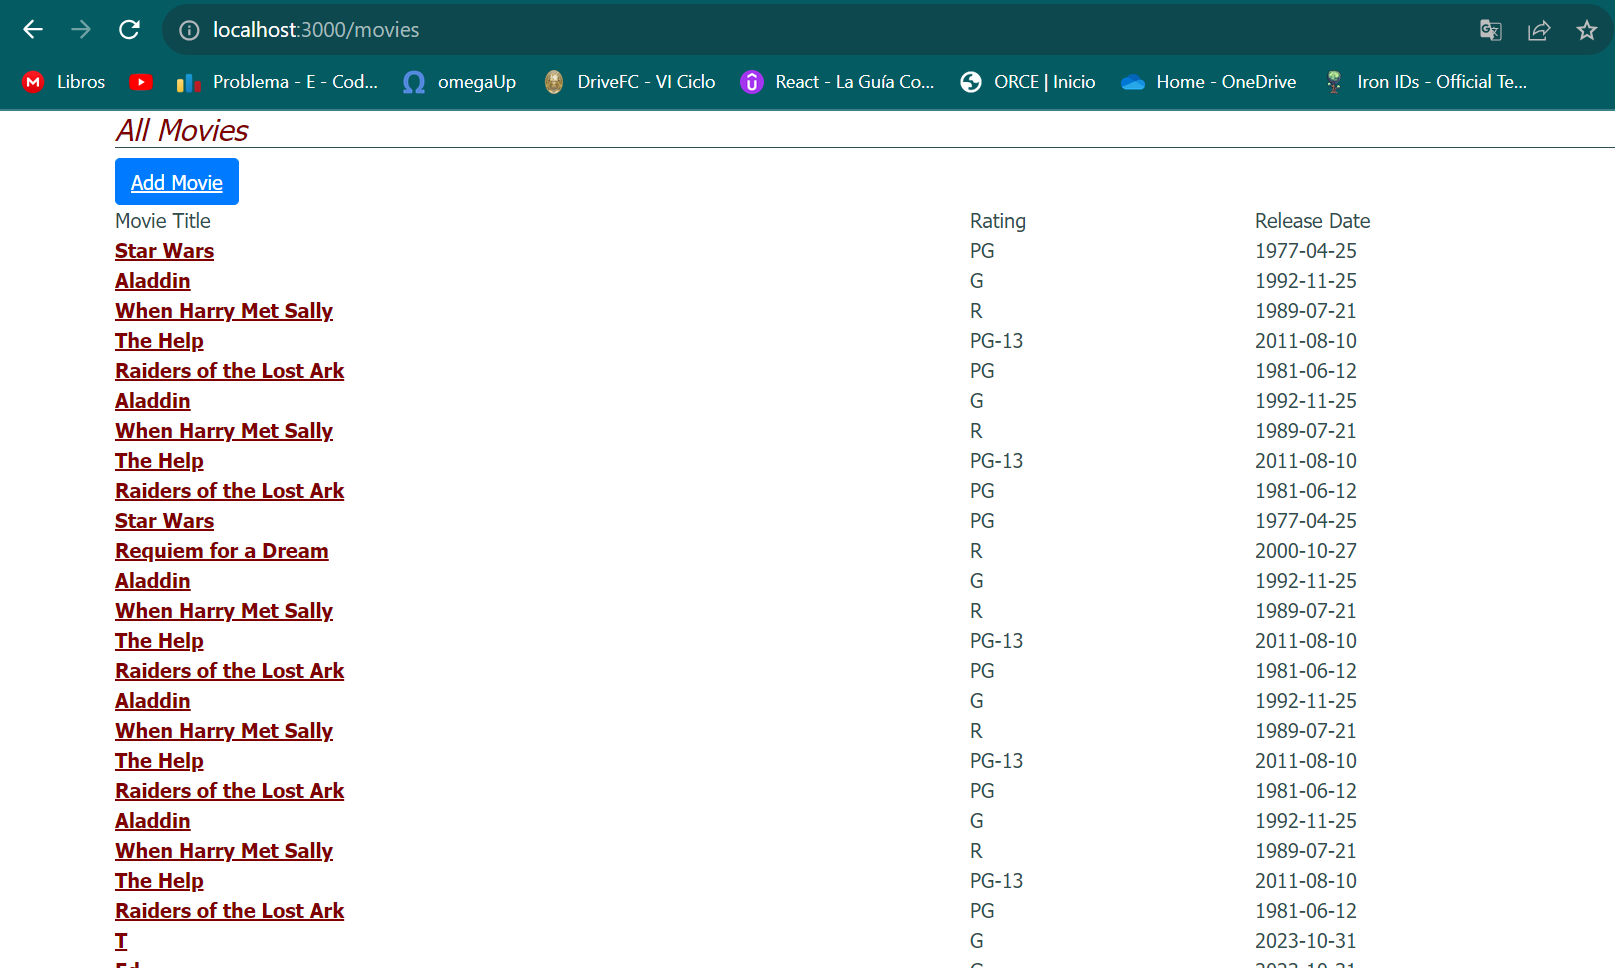 localhost:3000/movies
Libros Problema - E - Cod... omegaUp DriveFC - VI Ciclo React - La Guía Co... ORCE | Inicio Home - OneDrive Iron IDs - Official Te...
All Movies
Add Movie
Movie Title Rating Release Date
Star Wars PG 1977-04-25
Aladdin G 1992-11-25
When Harry Met Sally R 1989-07-21
The Help PG-13 2011-08-10
Raiders of the Lost Ark PG 1981-06-12
Aladdin G 1992-11-25
When Harry Met Sally R 1989-07-21
The Help PG-13 2011-08-10
Raiders of the Lost Ark PG 1981-06-12
Star Wars PG 1977-04-25
Requiem for a Dream R 2000-10-27
Aladdin G 1992-11-25
When Harry Met Sally R 1989-07-21
The Help PG-13 2011-08-10
Raiders of the Lost Ark PG 1981-06-12
Aladdin G 1992-11-25
When Harry Met Sally R 1989-07-21
The Help PG-13 2011-08-10
Raiders of the Lost Ark PG 1981-06-12
Aladdin G 1992-11-25
When Harry Met Sally R 1989-07-21
The Help PG-13 2011-08-10
Raiders of the Lost Ark PG 1981-06-12
T G 2023-10-31